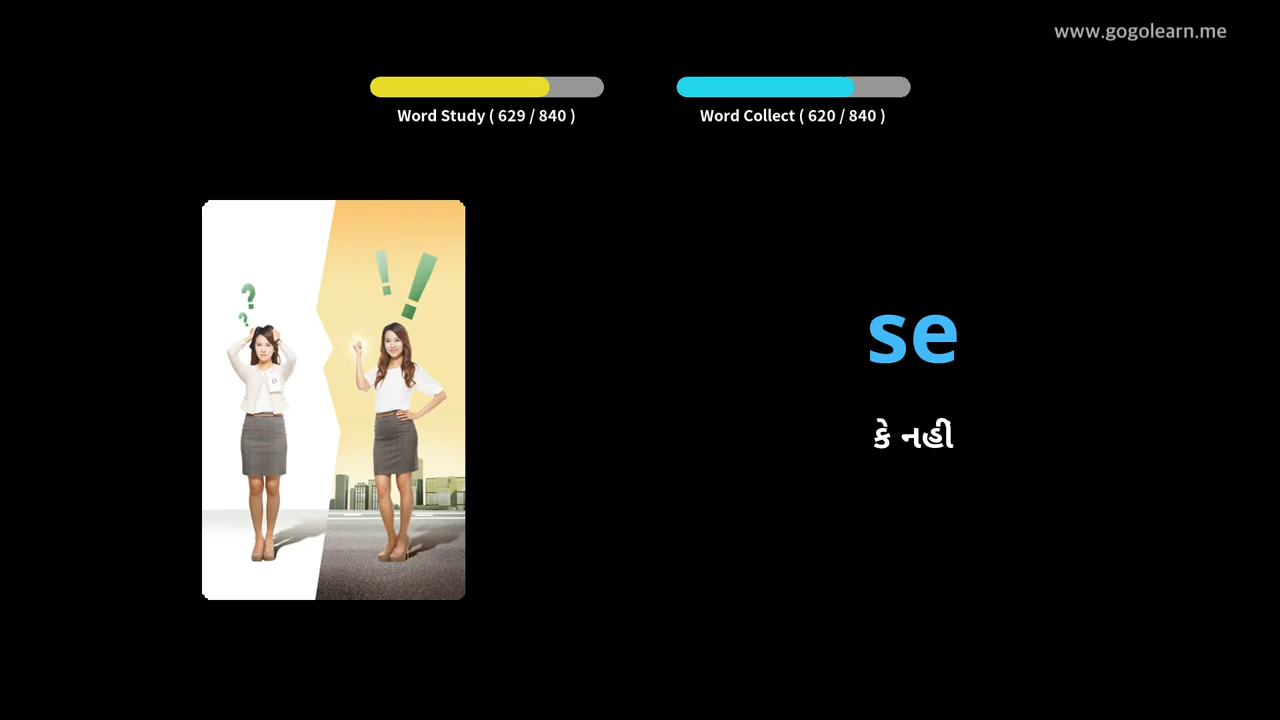 www.gogolearn.me
Word Study ( 629 / 840 )
Word Collect ( 620 / 840 )
? ?
! !
se
કે નહીં